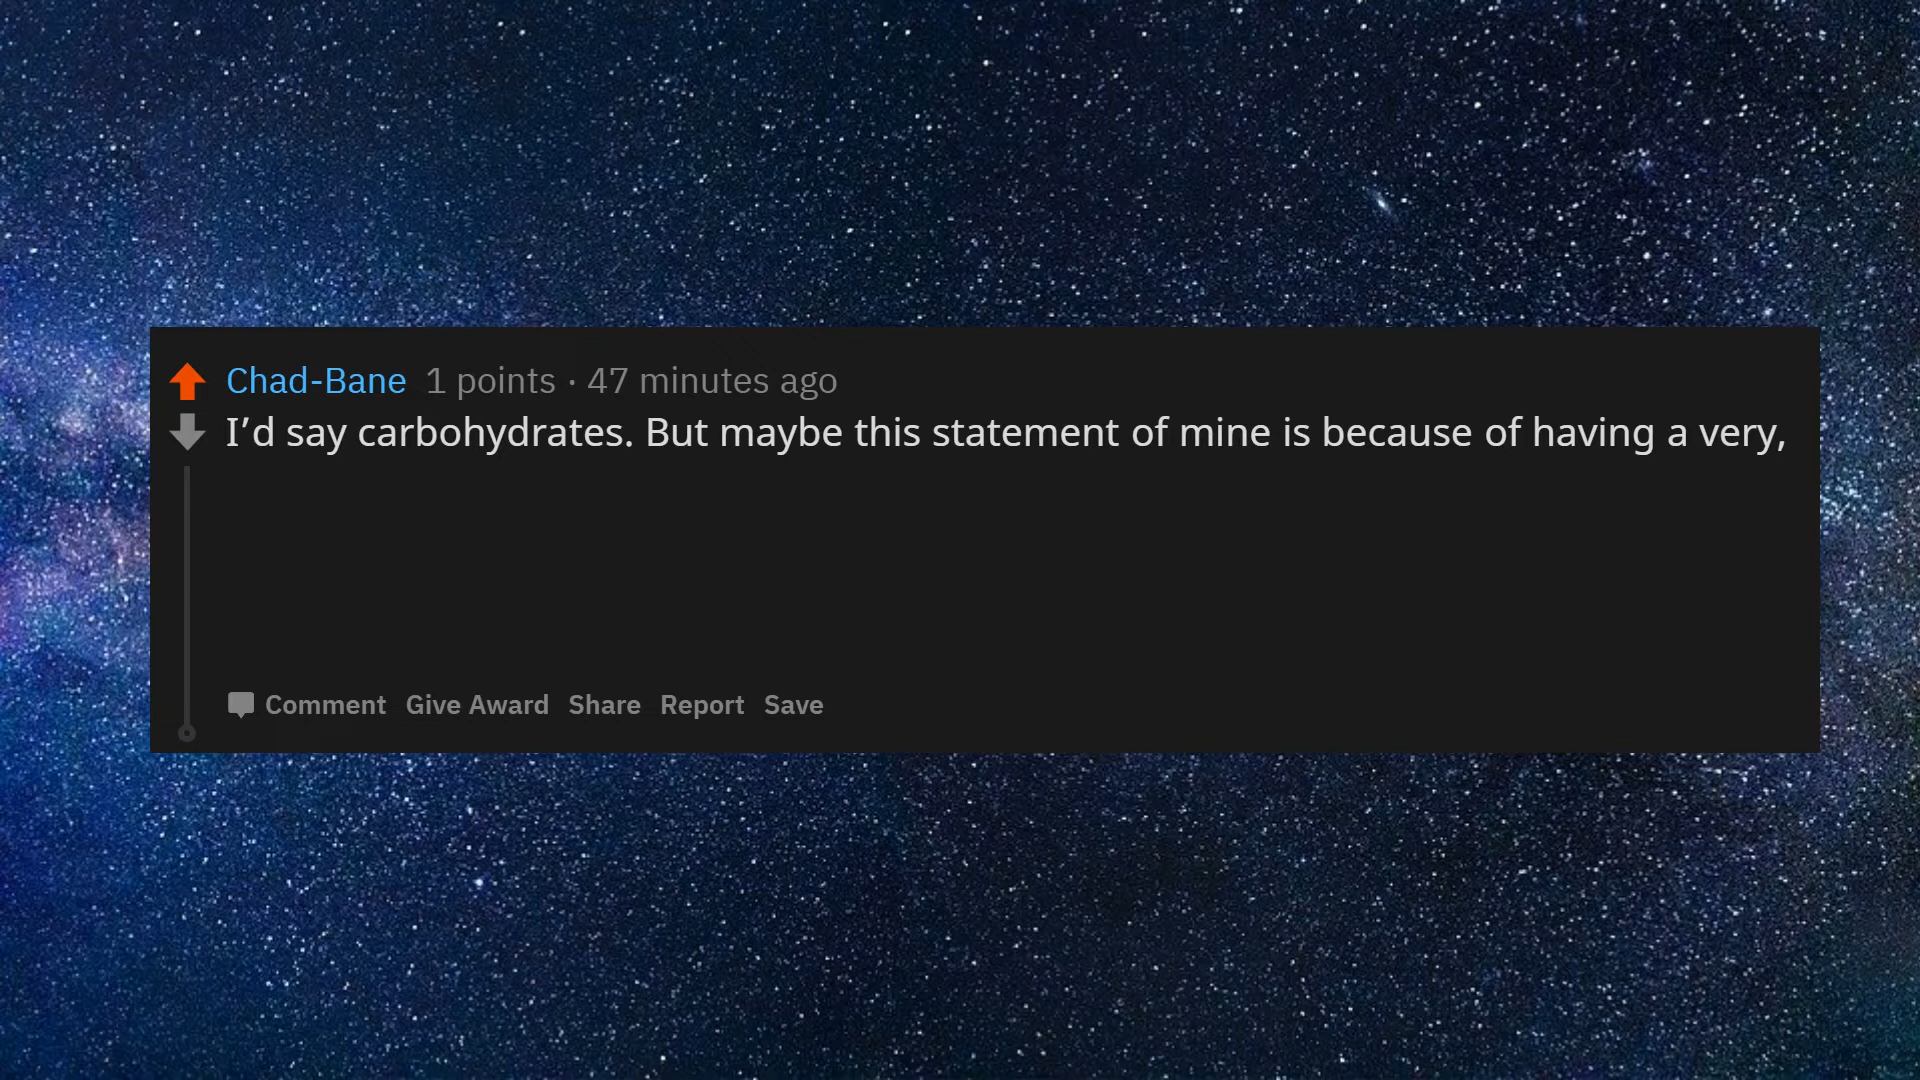 Chad-Bane 1 points · 47 minutes ago
I’d say carbohydrates. But maybe this statement of mine is because of having a very,
Comment Give Award Share Report Save